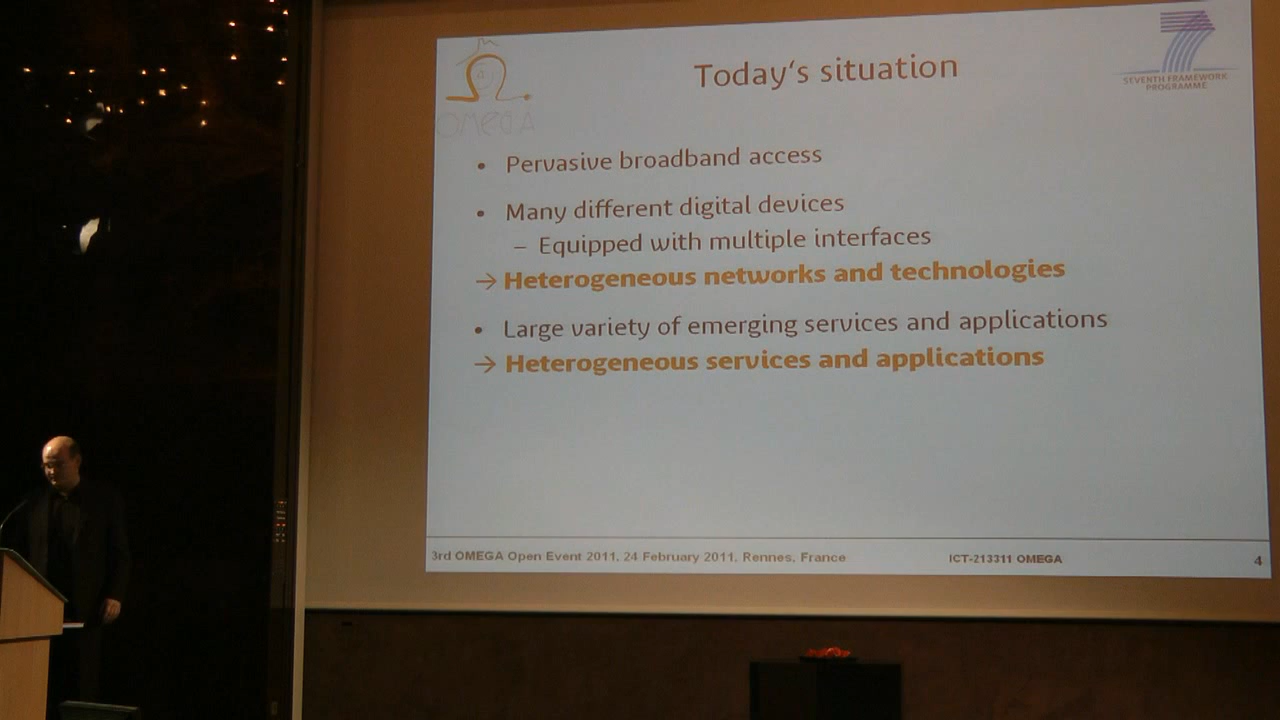 Today's situation
OMEGA
SEVENTH FRAMEWORK
PROGRAMME
• Pervasive broadband access
• Many different digital devices
– Equipped with multiple interfaces
→ Heterogeneous networks and technologies
• Large variety of emerging services and applications
→ Heterogeneous services and applications
3rd OMEGA Open Event 2011, 24 February 2011, Rennes, France
ICT-213311 OMEGA
4